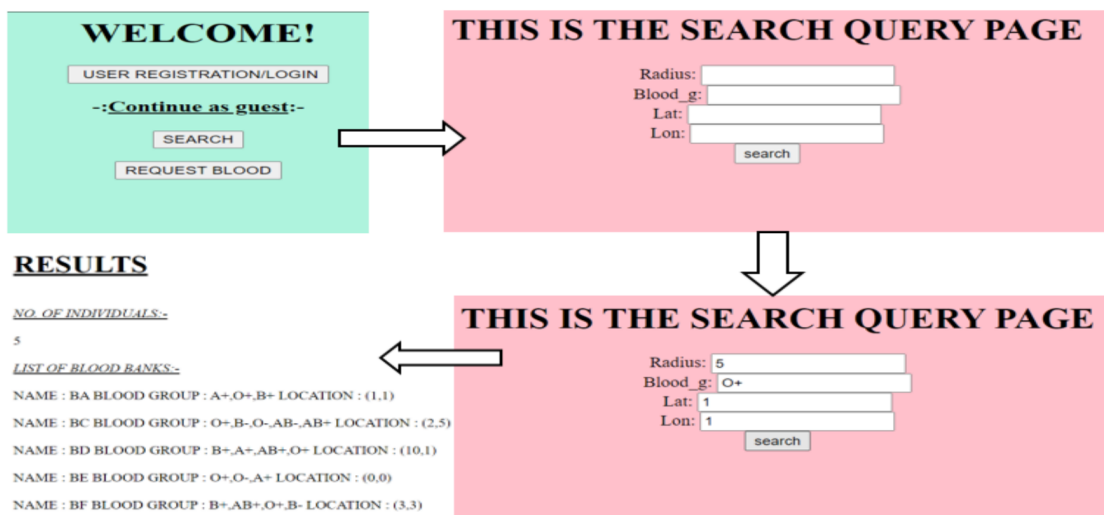 WELCOME!
USER REGISTRATION/LOGIN
-:Continue as guest:-
SEARCH
REQUEST BLOOD
THIS IS THE SEARCH QUERY PAGE
Radius:
Blood_g:
Lat:
Lon:
search
THIS IS THE SEARCH QUERY PAGE
Radius: 5
Blood_g: O+
Lat: 1
Lon: 1
search
RESULTS
NO. OF INDIVIDUALS:-
5
LIST OF BLOOD BANKS:-
NAME : BA BLOOD GROUP : A+,O+,B+ LOCATION : (1,1)
NAME : BC BLOOD GROUP : O+,B-,O-,AB-,AB+ LOCATION : (2,5)
NAME : BD BLOOD GROUP : B+,A+,AB+,O+ LOCATION : (10,1)
NAME : BE BLOOD GROUP : O+,O-,A+ LOCATION : (0,0)
NAME : BF BLOOD GROUP : B+,AB+,O+,B- LOCATION : (3,3)